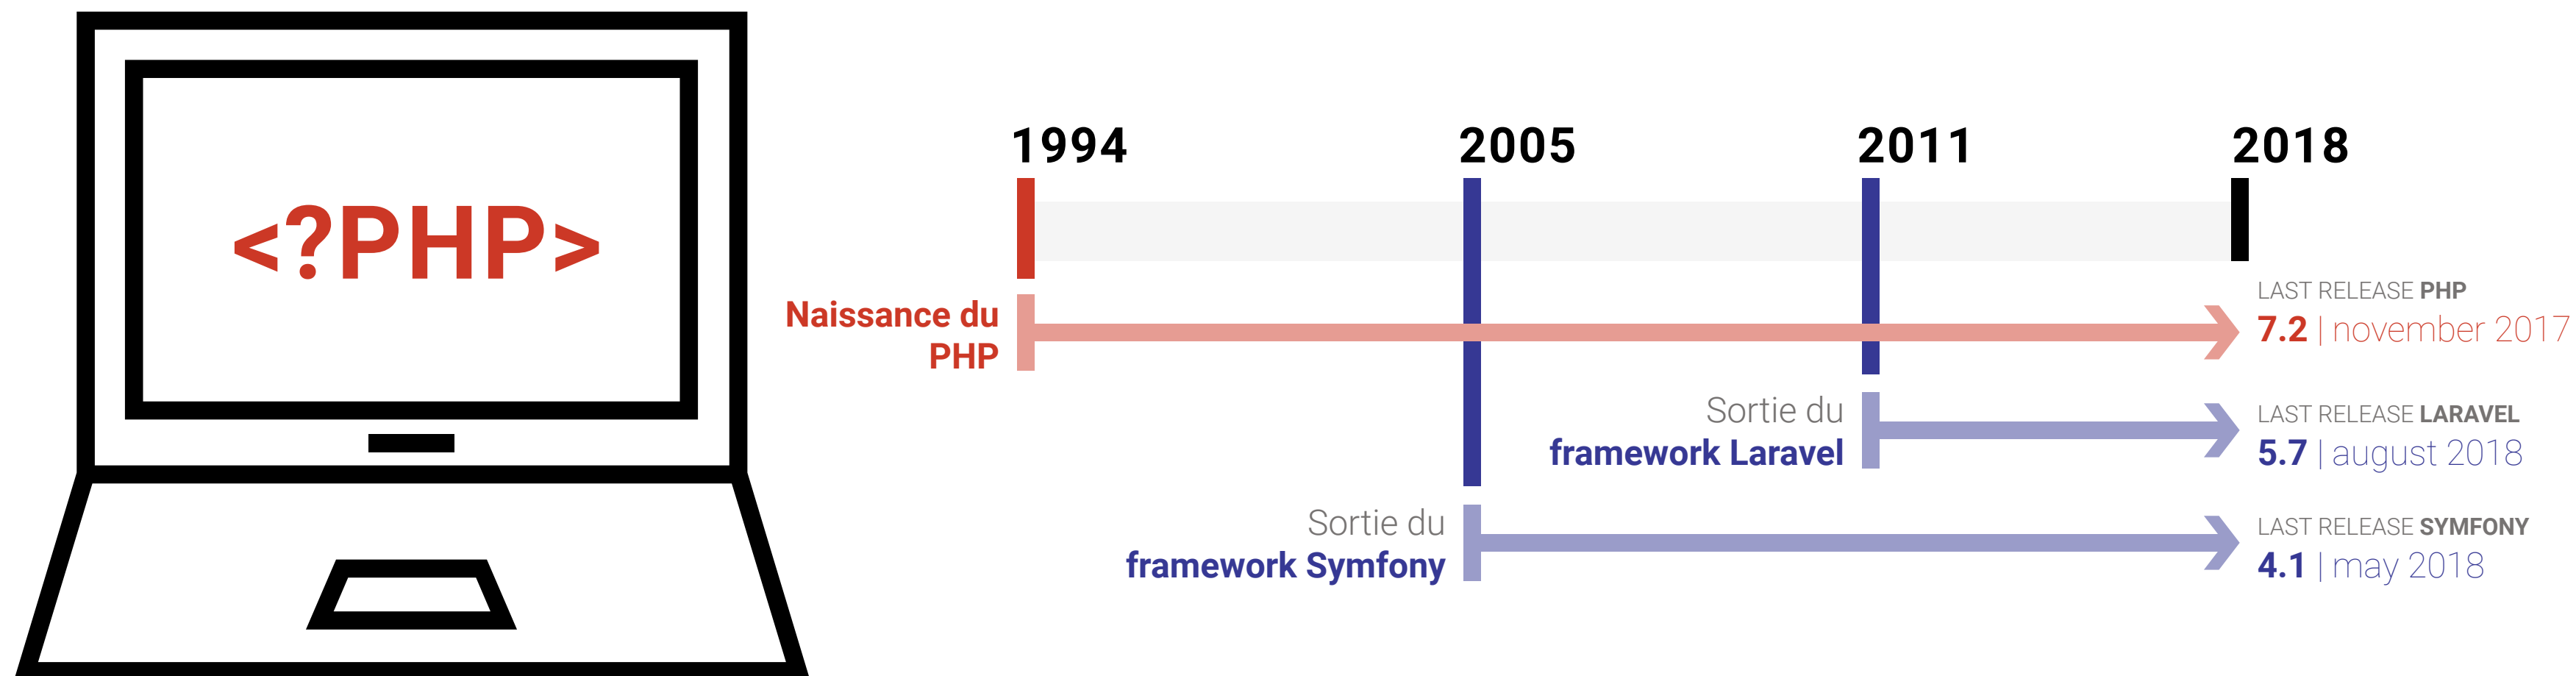 <?PHP>
1994
2005
2011
2018
Naissance du
PHP
LAST RELEASE PHP
7.2 | november 2017
Sortie du
framework Laravel
LAST RELEASE LARAVEL
5.7 | august 2018
Sortie du
framework Symfony
LAST RELEASE SYMFONY
4.1 | may 2018